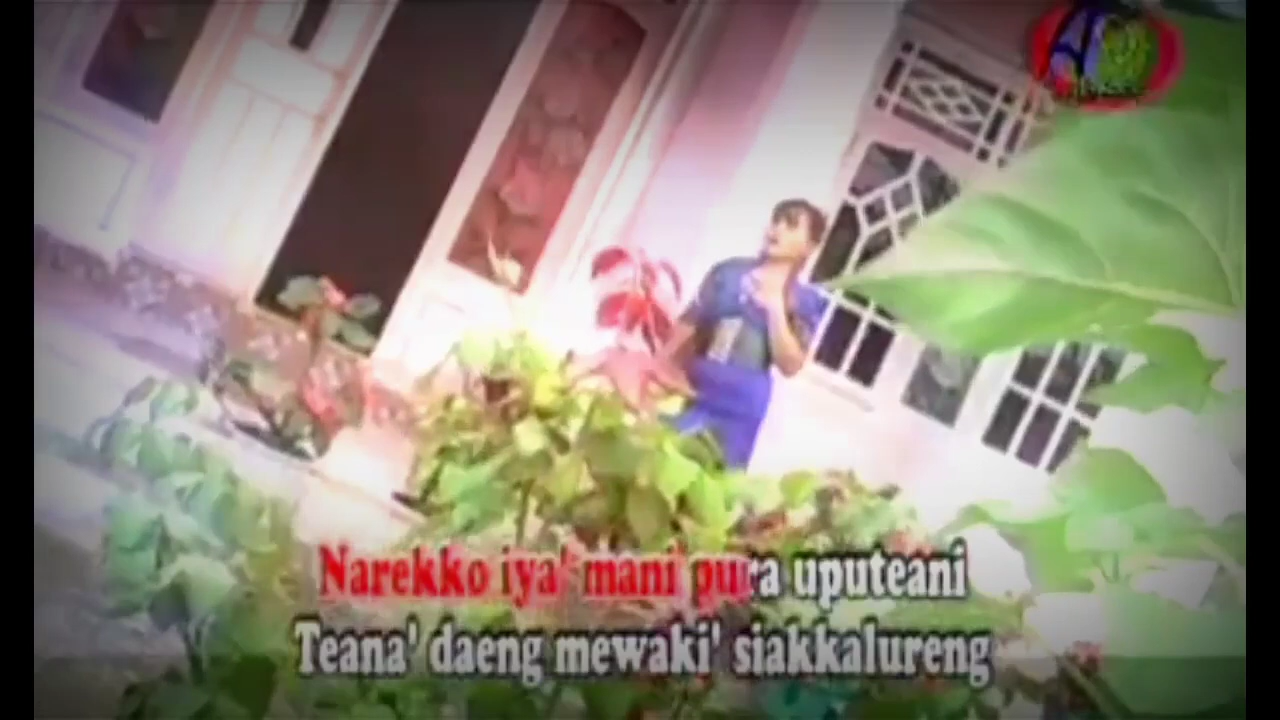 Narekko iya' mani' pura uputeani
Teana' daeng mewaki' siakkalureng